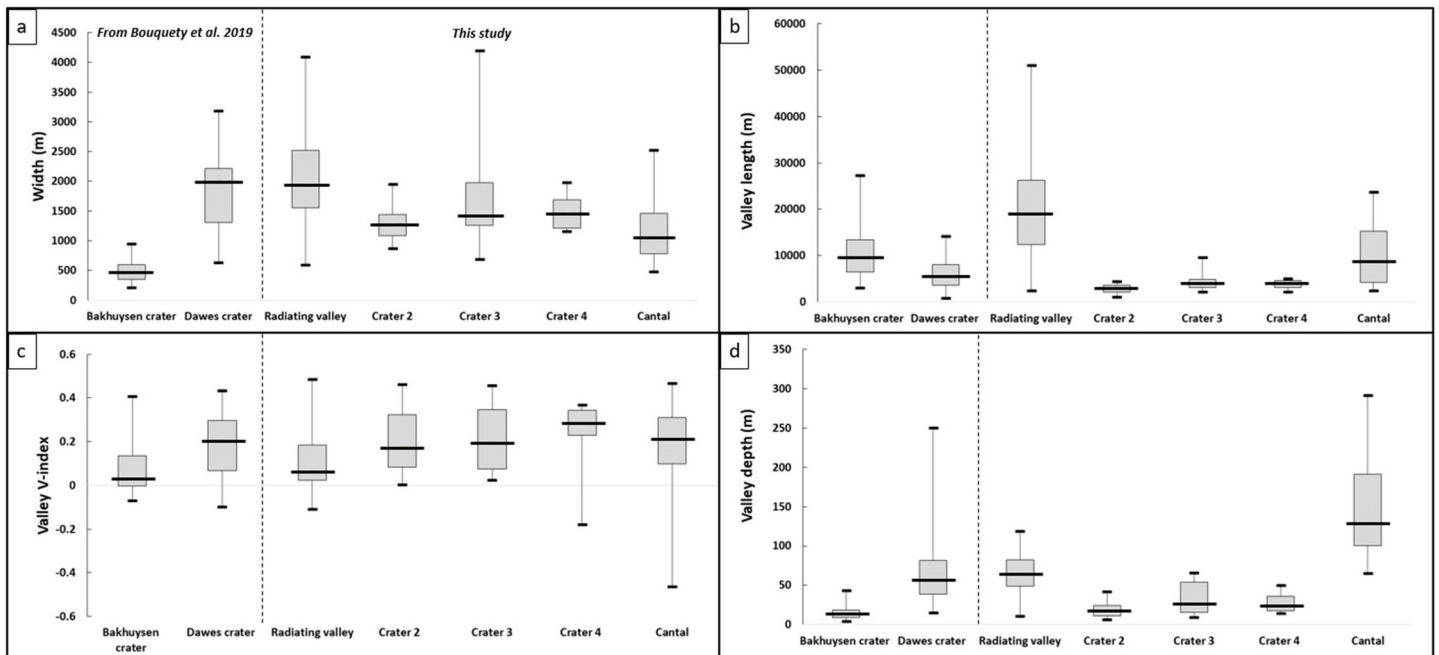 a
From Bouquety et al. 2019
This study
Width (m)
4500
4000
3500
3000
2500
2000
1500
1000
500
0
Bakhuysen crater Dawes crater Radiating valley Crater 2 Crater 3 Crater 4 Cantal
b
Valley length (m)
60000
50000
40000
30000
20000
10000
0
Bakhuysen crater Dawes crater Radiating valley Crater 2 Crater 3 Crater 4 Cantal
c
Valley V-index
0.6
0.4
0.2
0
-0.2
-0.4
-0.6
Bakhuysen Dawes crater Radiating valley Crater 2 Crater 3 Crater 4 Cantal
crater
d
Valley depth (m)
350
300
250
200
150
100
50
0
Bakhuysen crater Dawes crater Radiating valley Crater 2 Crater 3 Crater 4 Cantal